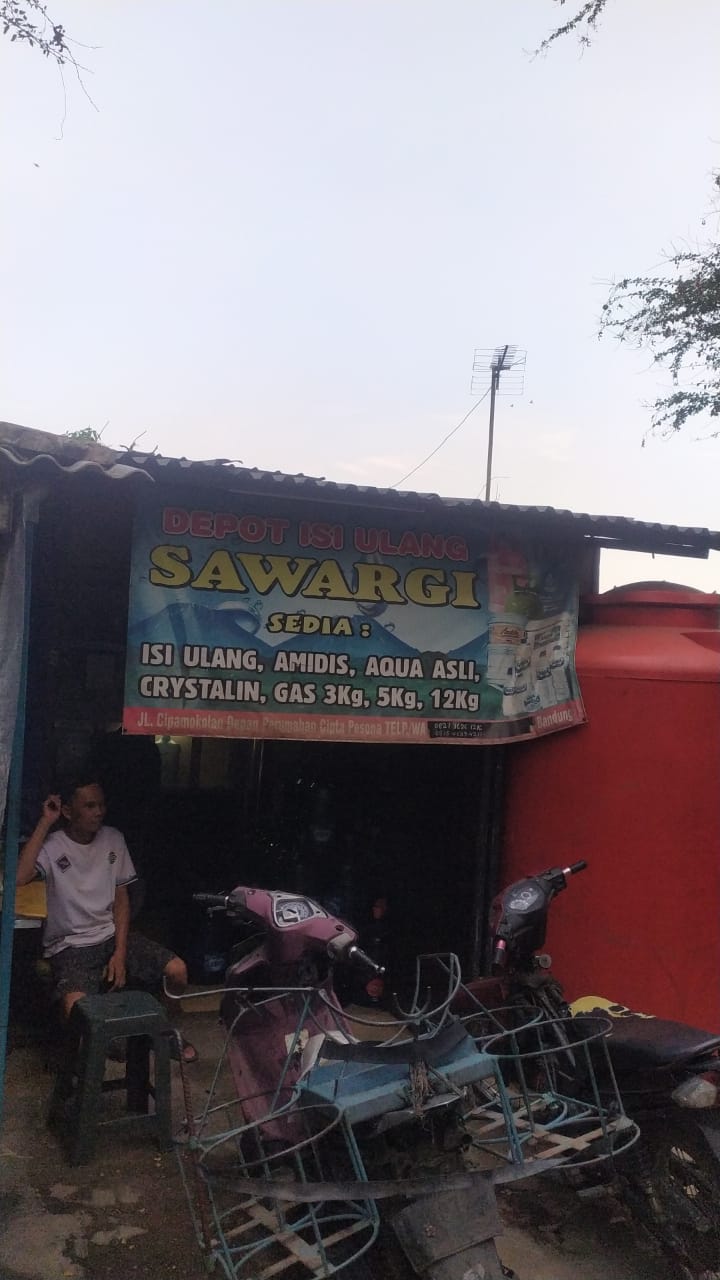 DEPOT ISI ULANG
SAWARGI
SEDIA :
ISI ULANG, AMIDIS, AQUA ASLI,
CRYSTALIN, GAS 3Kg, 5Kg, 12Kg
JL. Cipamokolan Depan Perumahan Cipta Pesona TELP/WA Bandung